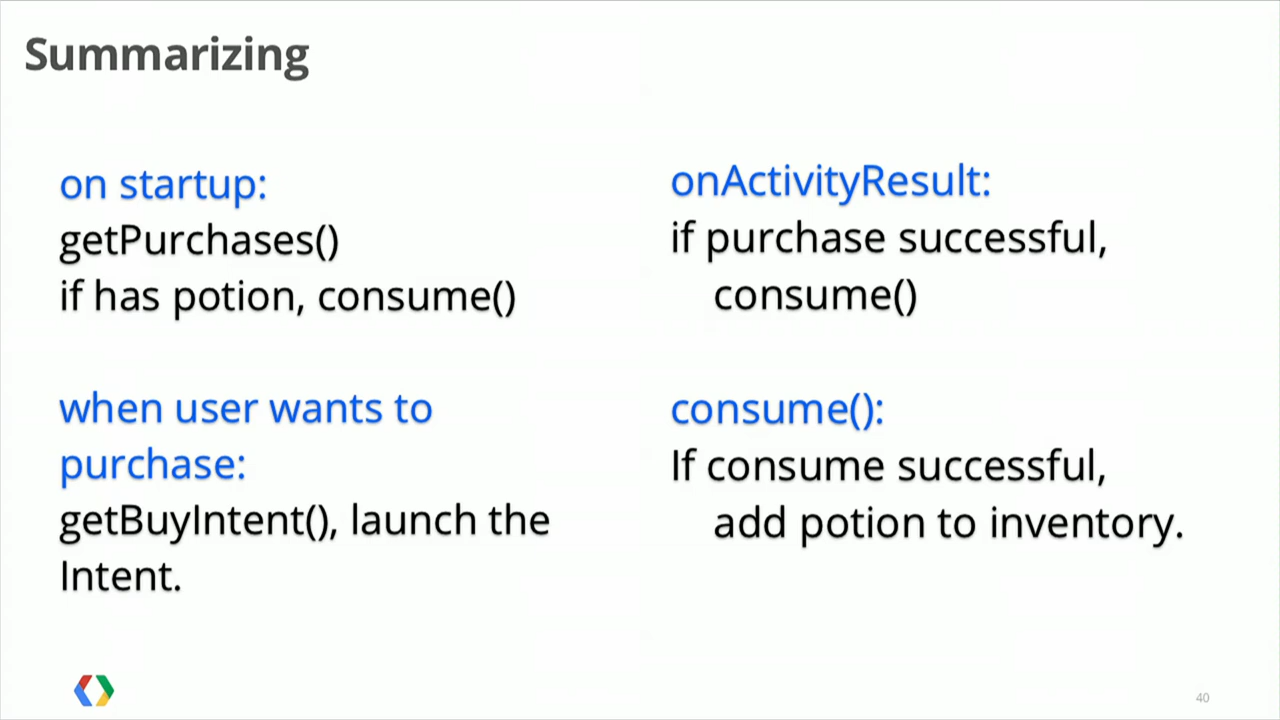 Summarizing
on startup:
getPurchases()
if has potion, consume()
when user wants to
purchase:
getBuyIntent(), launch the
Intent.
onActivityResult:
if purchase successful,
consume()
consume():
If consume successful,
add potion to inventory.
40